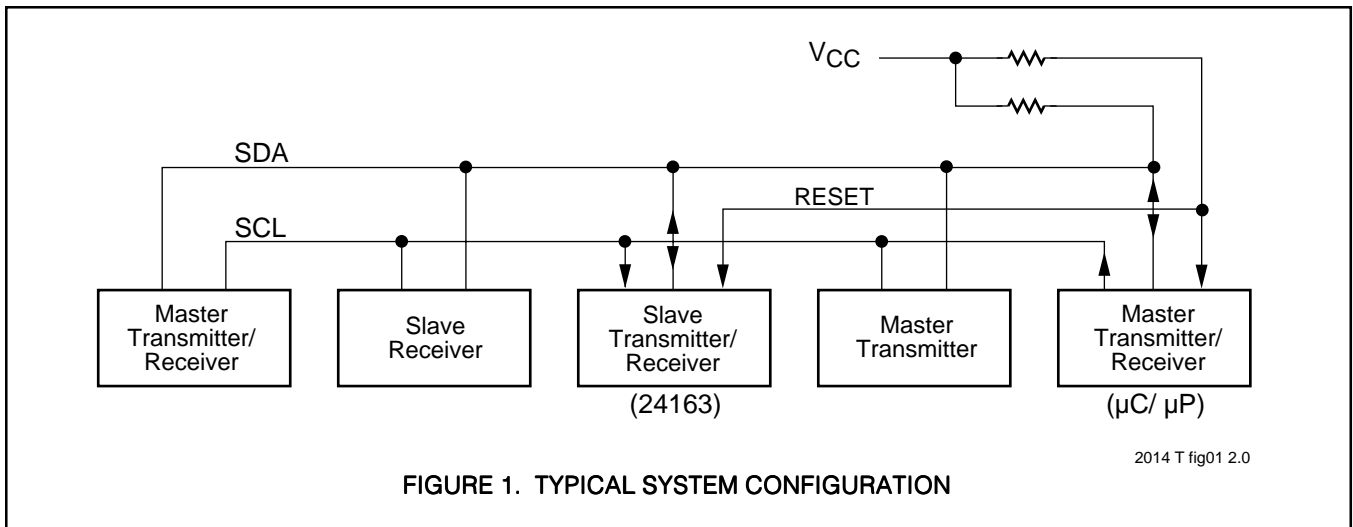 VCC
SDA
RESET
SCL
Master
Transmitter/
Receiver
Slave
Receiver
Slave
Transmitter/
Receiver
Master
Transmitter
Master
Transmitter/
Receiver
(24163)
(µC/ µP)
2014 T fig01 2.0
FIGURE 1. TYPICAL SYSTEM CONFIGURATION